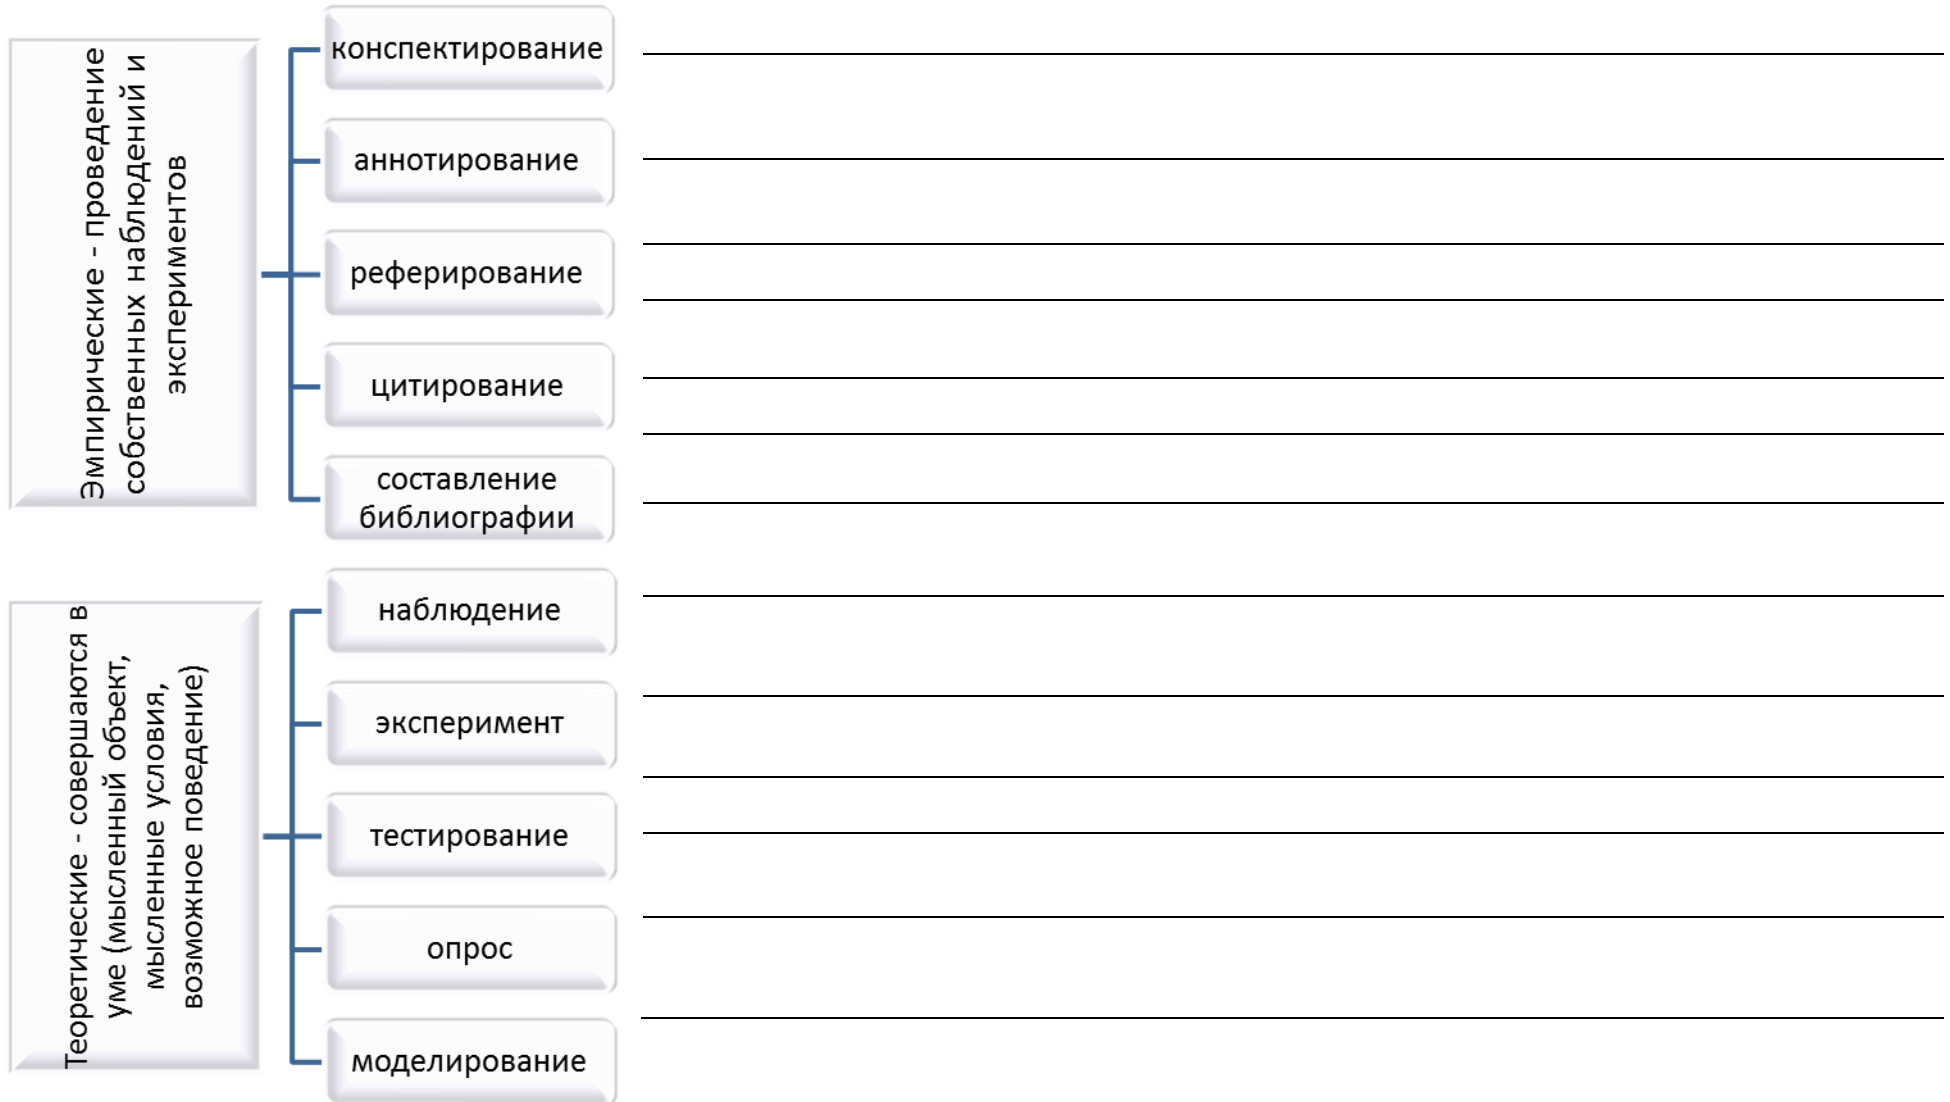 Эмпирические - проведение
собственных наблюдений и
экспериментов
конспектирование
аннотирование
реферирование
цитирование
составление
библиографии
Теоретические - совершаются в
уме (мысленный объект,
мысленные условия,
возможное поведение)
наблюдение
эксперимент
тестирование
опрос
моделирование